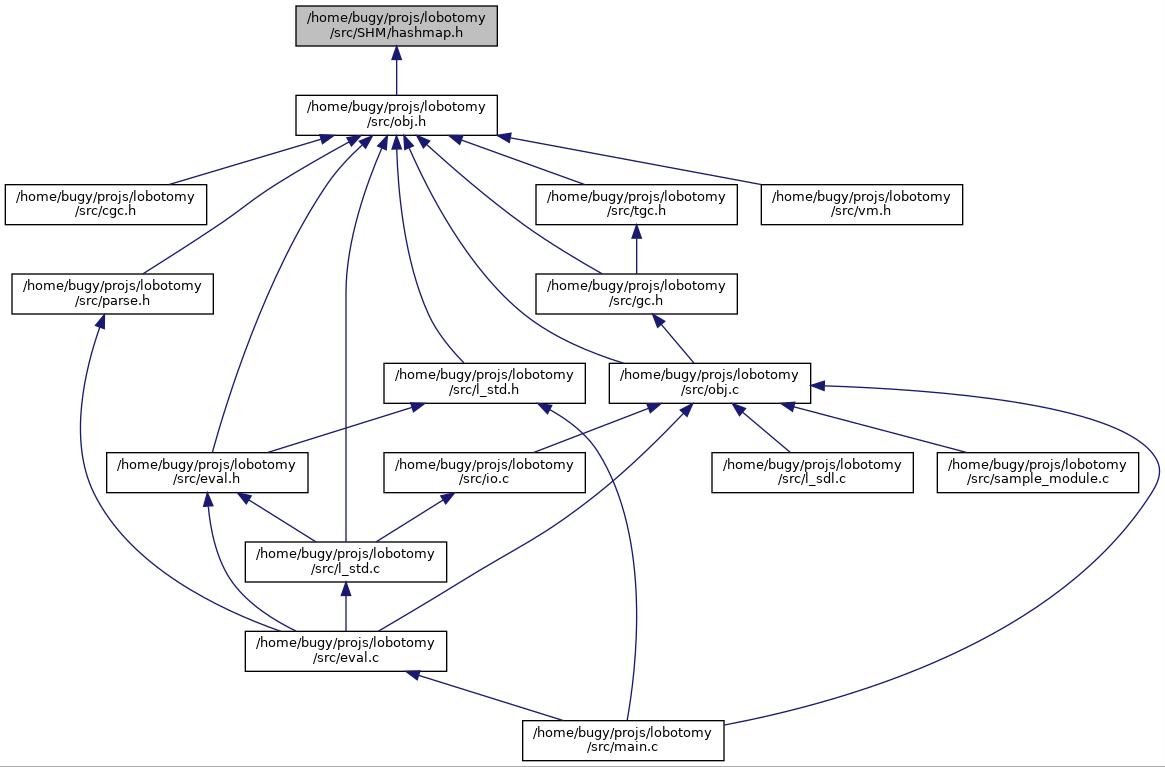 /home/bugy/projs/lobotomy
/src/SHM/hashmap.h
/home/bugy/projs/lobotomy
/src/obj.h
/home/bugy/projs/lobotomy
/src/cgc.h
/home/bugy/projs/lobotomy
/src/tgc.h
/home/bugy/projs/lobotomy
/src/vm.h
/home/bugy/projs/lobotomy
/src/parse.h
/home/bugy/projs/lobotomy
/src/gc.h
/home/bugy/projs/lobotomy
/src/l_std.h
/home/bugy/projs/lobotomy
/src/obj.c
/home/bugy/projs/lobotomy
/src/eval.h
/home/bugy/projs/lobotomy
/src/io.c
/home/bugy/projs/lobotomy
/src/l_sdl.c
/home/bugy/projs/lobotomy
/src/sample_module.c
/home/bugy/projs/lobotomy
/src/l_std.c
/home/bugy/projs/lobotomy
/src/eval.c
/home/bugy/projs/lobotomy
/src/main.c